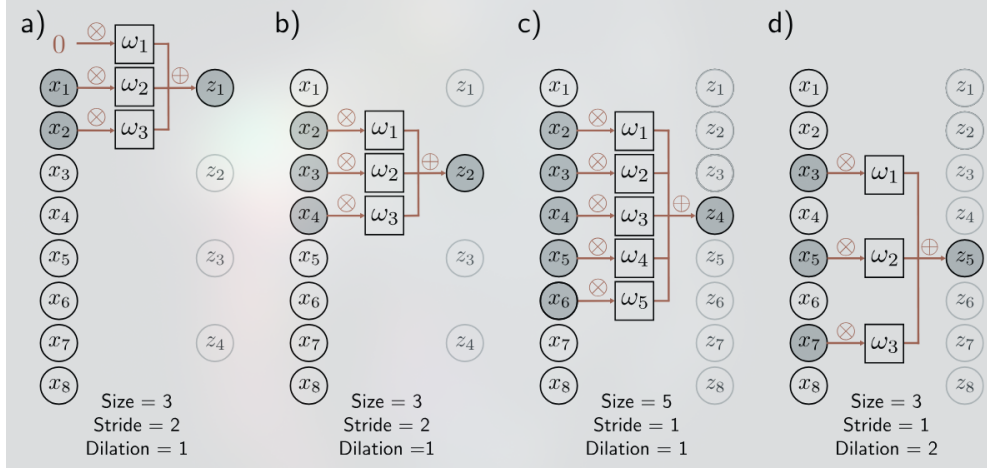 a)
0 ⊗ ω₁
x₁ ⊗ ω₂ ⊕ z₁
x₂ ⊗ ω₃
x₃ z₂
x₄
x₅ z₃
x₆
x₇ z₄
x₈
Size = 3
Stride = 2
Dilation = 1
b)
x₁ z₁
x₂ ⊗ ω₁
x₃ ⊗ ω₂ ⊕ z₂
x₄ ⊗ ω₃
x₅ z₃
x₆
x₇ z₄
x₈
Size = 3
Stride = 2
Dilation =1
c)
x₁ z₁
x₂ ⊗ ω₁ z₂
x₃ ⊗ ω₂ z₃
x₄ ⊗ ω₃ ⊕ z₄
x₅ ⊗ ω₄ z₅
x₆ ⊗ ω₅ z₆
x₇ z₇
x₈ z₈
Size = 5
Stride = 1
Dilation = 1
d)
x₁ z₁
x₂ z₂
x₃ ⊗ ω₁ z₃
x₄ z₄
x₅ ⊗ ω₂ ⊕ z₅
x₆ z₆
x₇ ⊗ ω₃ z₇
x₈ z₈
Size = 3
Stride = 1
Dilation = 2